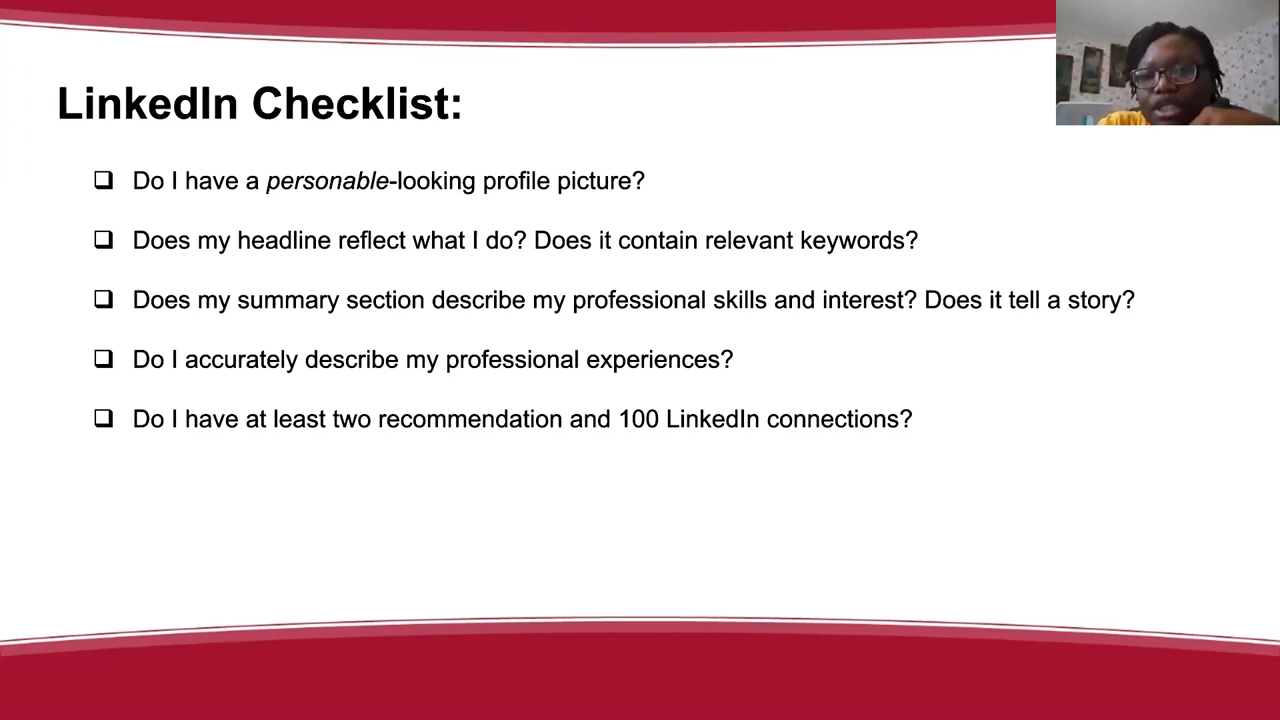 LinkedIn Checklist:
Do I have a personable-looking profile picture?
Does my headline reflect what I do? Does it contain relevant keywords?
Does my summary section describe my professional skills and interest? Does it tell a story?
Do I accurately describe my professional experiences?
Do I have at least two recommendation and 100 LinkedIn connections?